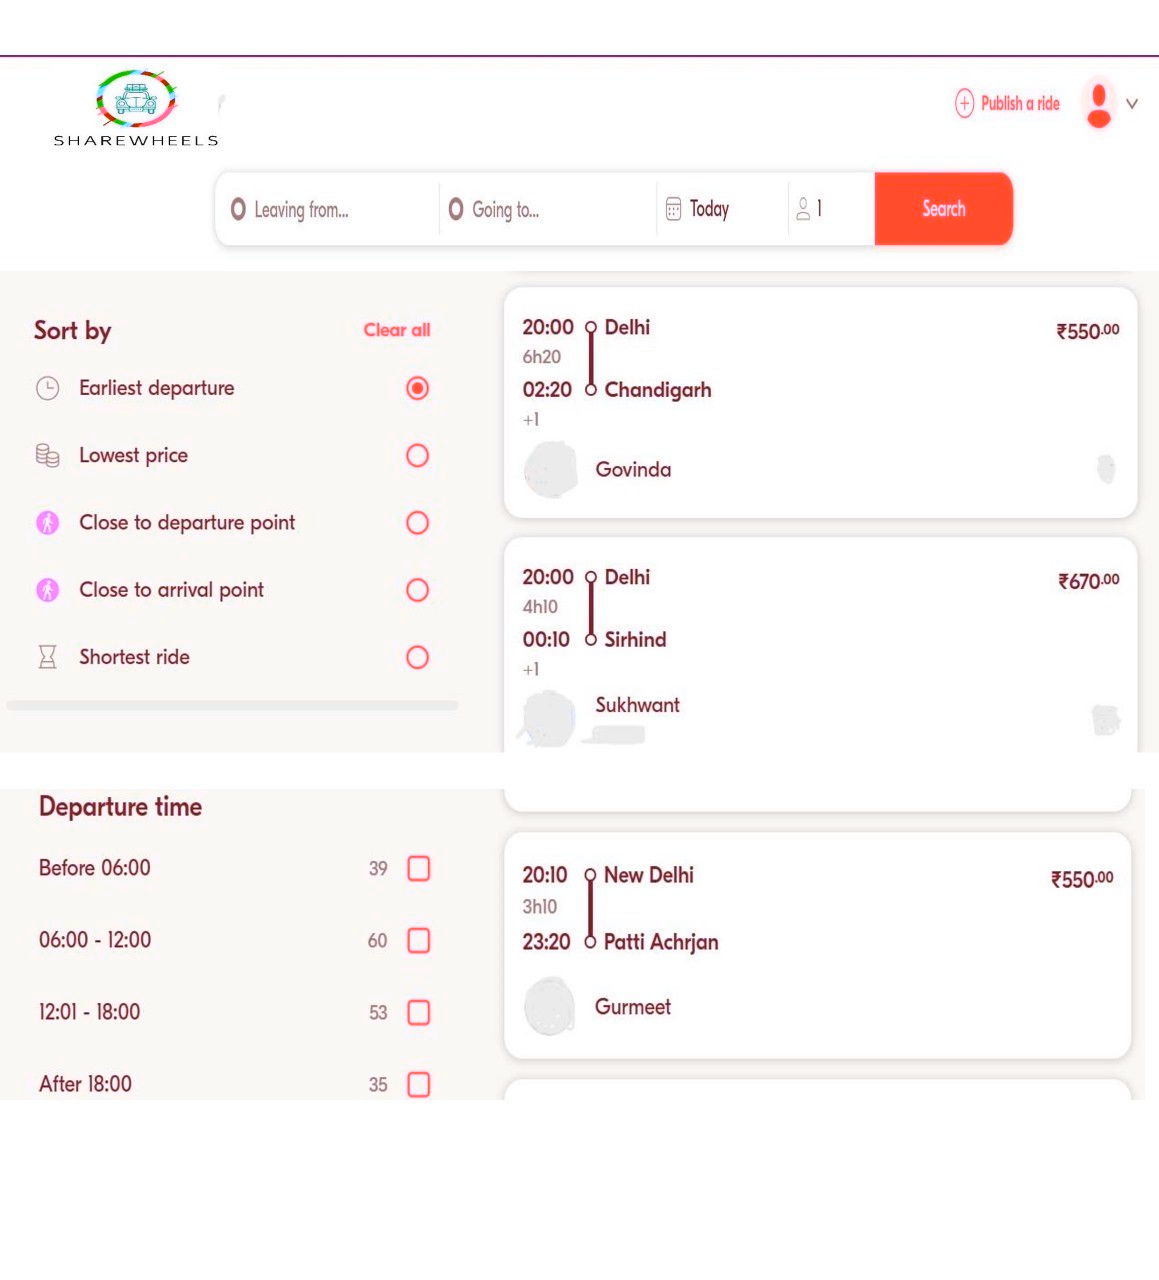 SHAREWHEELS
Publish a ride
Leaving from...
Going to...
Today
1
Search
Sort by
Clear all
Earliest departure
Lowest price
Close to departure point
Close to arrival point
Shortest ride
20:00 Delhi ₹550.00
6h20
02:20 Chandigarh
+1
Govinda
20:00 Delhi ₹670.00
4h10
00:10 Sirhind
+1
Sukhwant
Departure time
Before 06:00 39
06:00 - 12:00 60
12:01 - 18:00 53
After 18:00 35
20:10 New Delhi ₹550.00
3h10
23:20 Patti Achrjan
Gurmeet